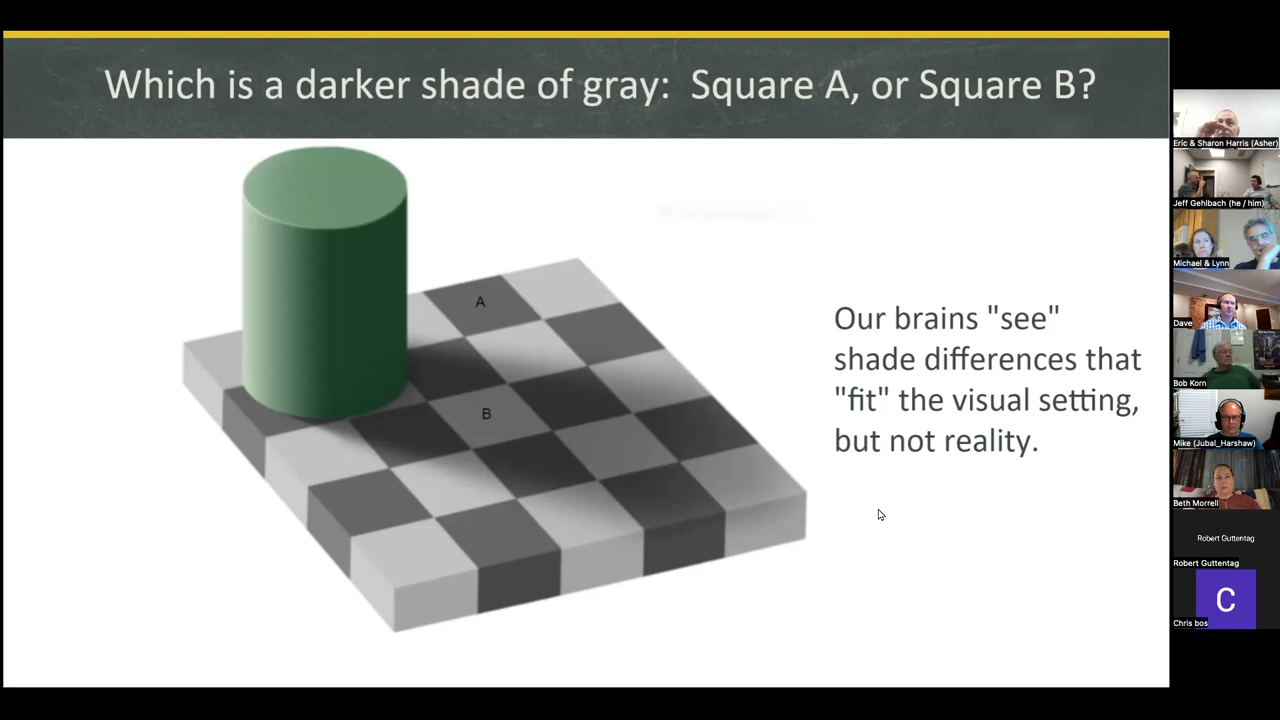 Which is a darker shade of gray: Square A, or Square B?
A
B
Our brains "see"
shade differences that
"fit" the visual setting,
but not reality.
Eric & Sharon Harris (Asher)
Jeff Gehlbach (he / him)
Michael & Lynn
Dave
Bob Korn
Mike (Jubal_Harshaw)
Beth Morrell
Robert Guttentag
Robert Guttentag
C
Chris bos